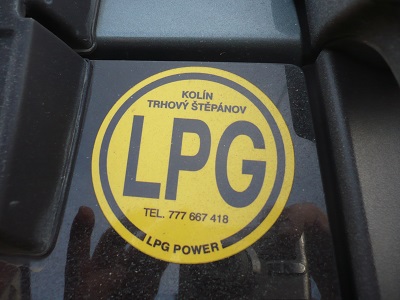 KOLÍN
TRHOVÝ ŠTĚPÁNOV
LPG
TEL. 777 667 418
LPG POWER